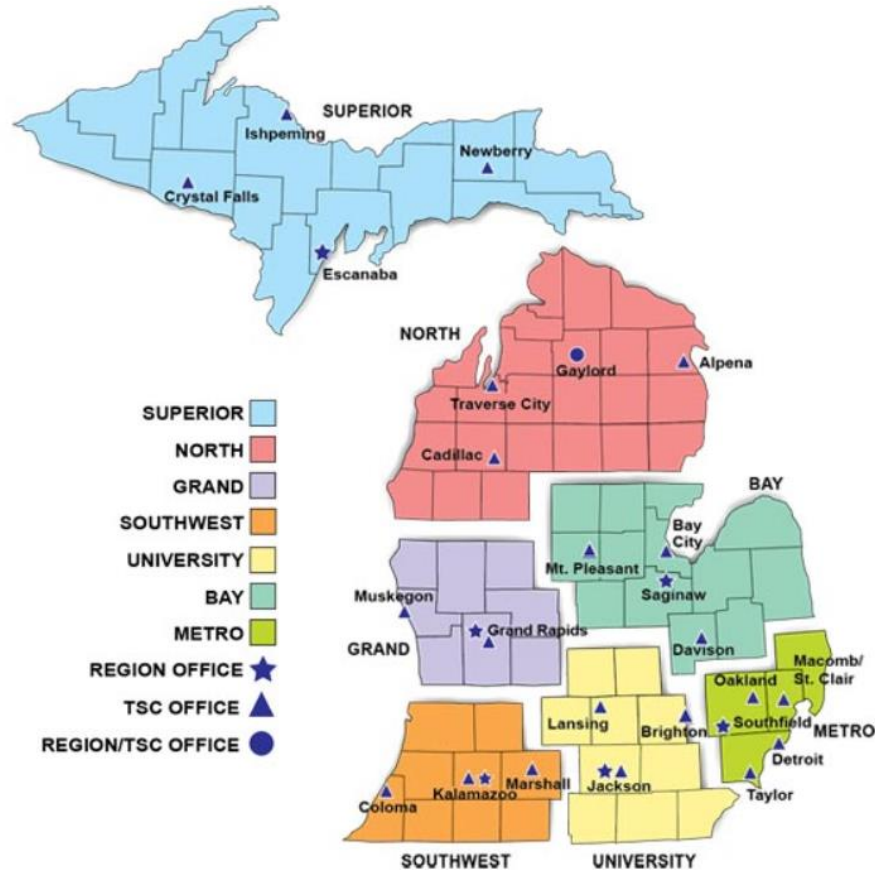 SUPERIOR
Ishpeming
Newberry
Crystal Falls
Escanaba
NORTH
Gaylord
Alpena
Traverse City
Cadillac
SUPERIOR
NORTH
GRAND
SOUTHWEST
UNIVERSITY
BAY
METRO
REGION OFFICE
TSC OFFICE
REGION/TSC OFFICE
BAY
Bay
City
Mt. Pleasant
Saginaw
Davison
Muskegon
Grand Rapids
GRAND
Macomb/
St. Clair
Oakland
Southfield
METRO
Detroit
Taylor
Lansing
Brighton
Jackson
UNIVERSITY
Marshall
Kalamazoo
Coloma
SOUTHWEST